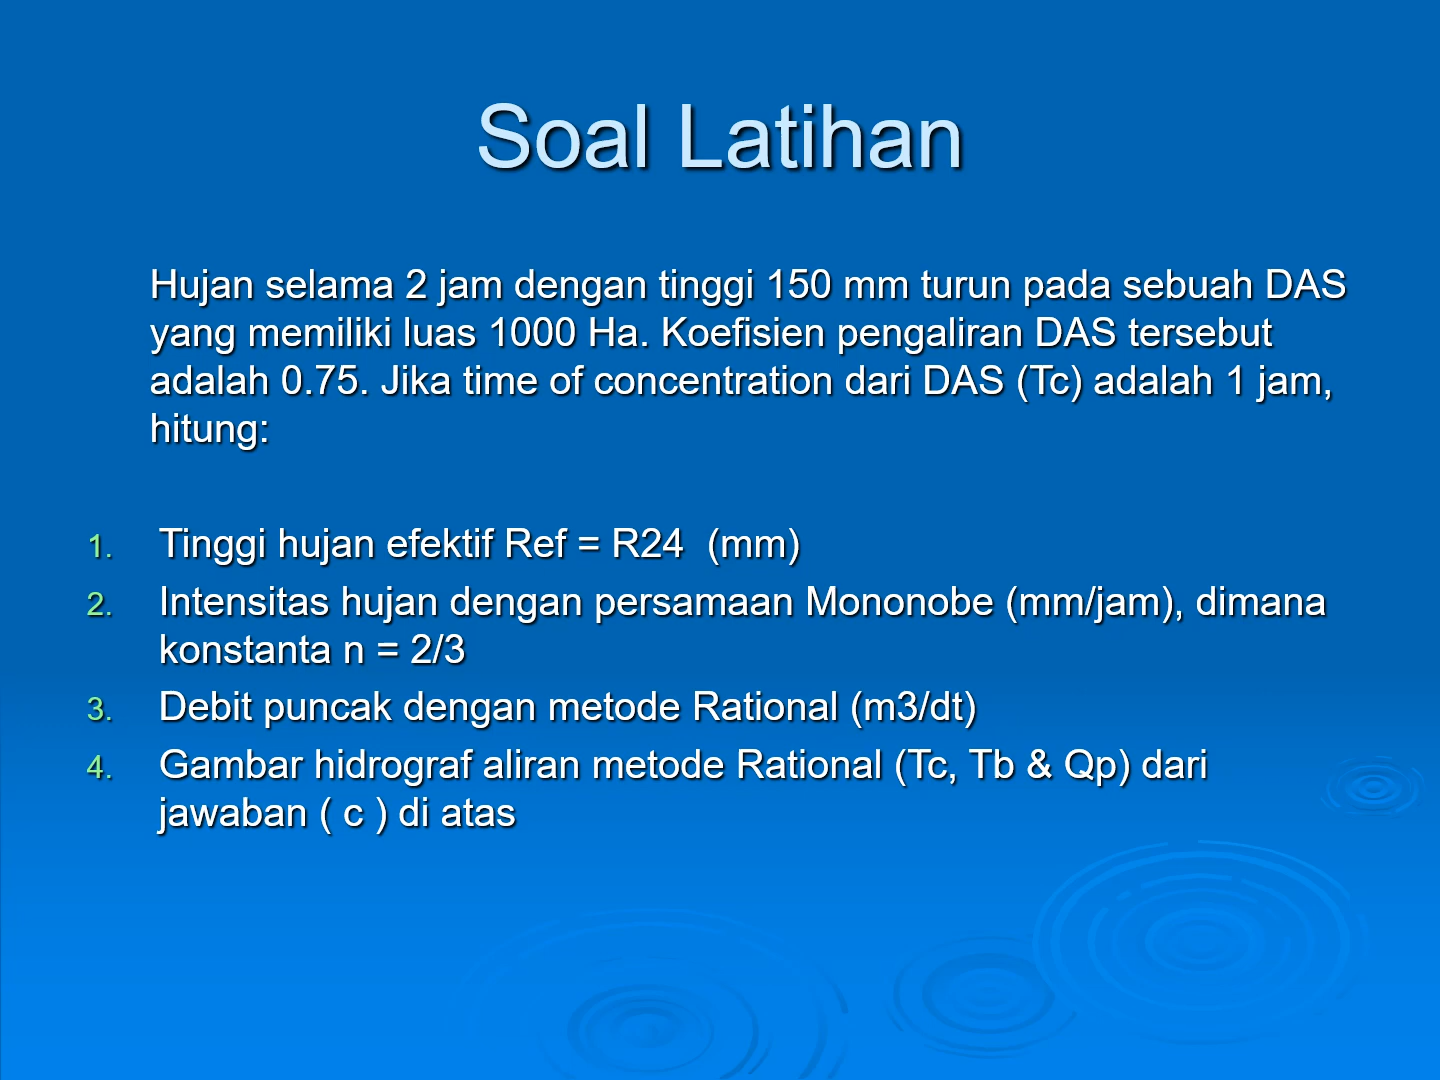 Soal Latihan
Hujan selama 2 jam dengan tinggi 150 mm turun pada sebuah DAS
yang memiliki luas 1000 Ha. Koefisien pengaliran DAS tersebut
adalah 0.75. Jika time of concentration dari DAS (Tc) adalah 1 jam,
hitung:
1. Tinggi hujan efektif Ref = R24 (mm)
2. Intensitas hujan dengan persamaan Mononobe (mm/jam), dimana
konstanta n = 2/3
3. Debit puncak dengan metode Rational (m3/dt)
4. Gambar hidrograf aliran metode Rational (Tc, Tb & Qp) dari
jawaban ( c ) di atas